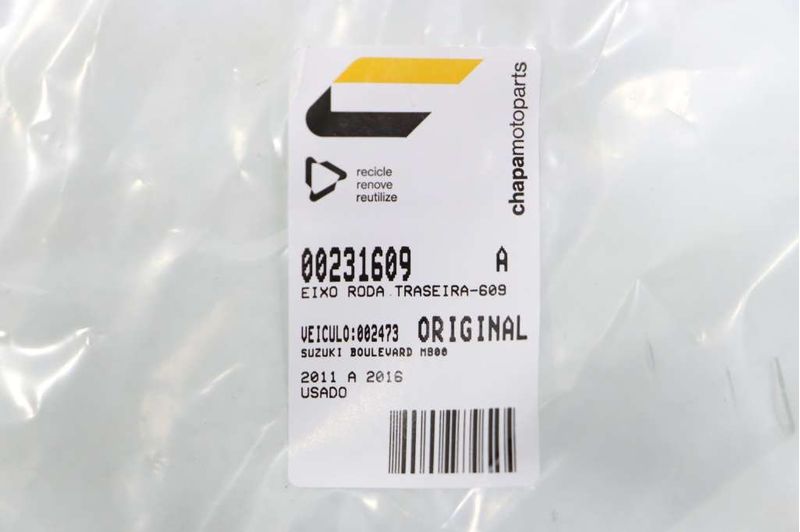 chapamotoparts
recicle
renove
reutilize
00231609 A
EIXO RODA TRASEIRA-609
VEICULO:002473 ORIGINAL
SUZUKI BOULEVARD M800
2011 A 2016
USADO